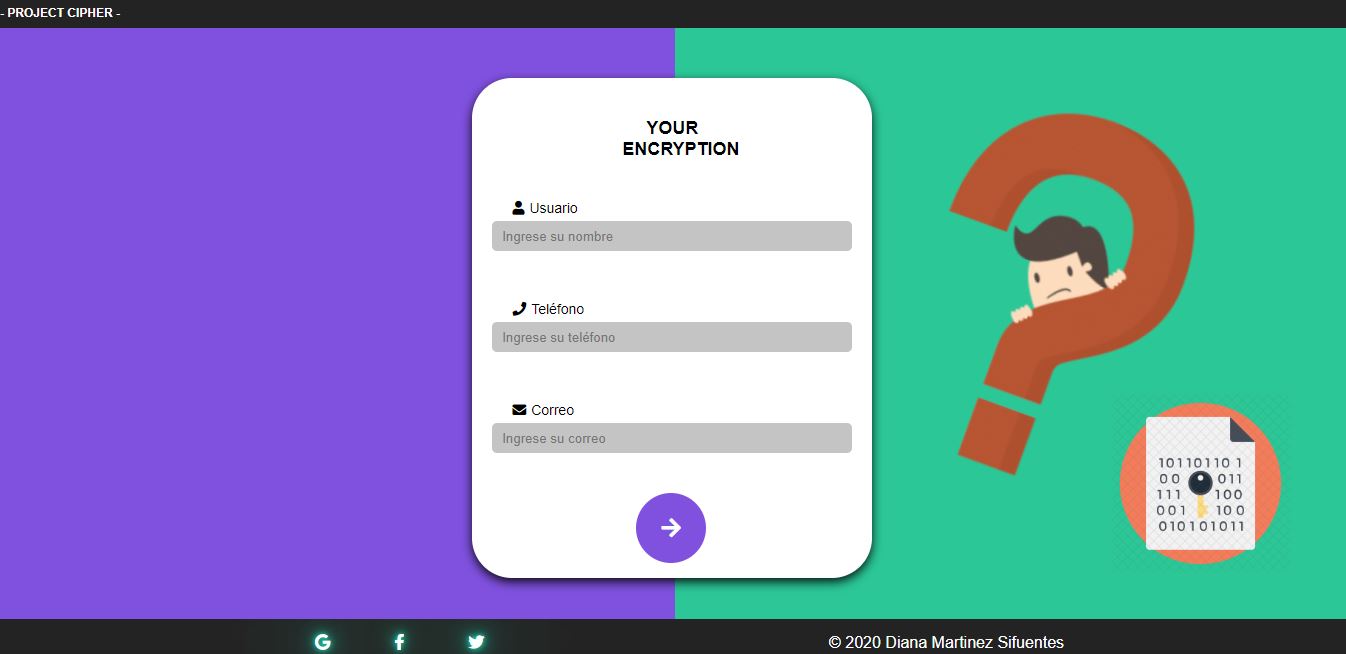 - PROJECT CIPHER -
YOUR
ENCRYPTION
Usuario
Ingrese su nombre
Teléfono
Ingrese su teléfono
Correo
Ingrese su correo
10110110 1
00 011
111 100
001 100
010101011
© 2020 Diana Martinez Sifuentes